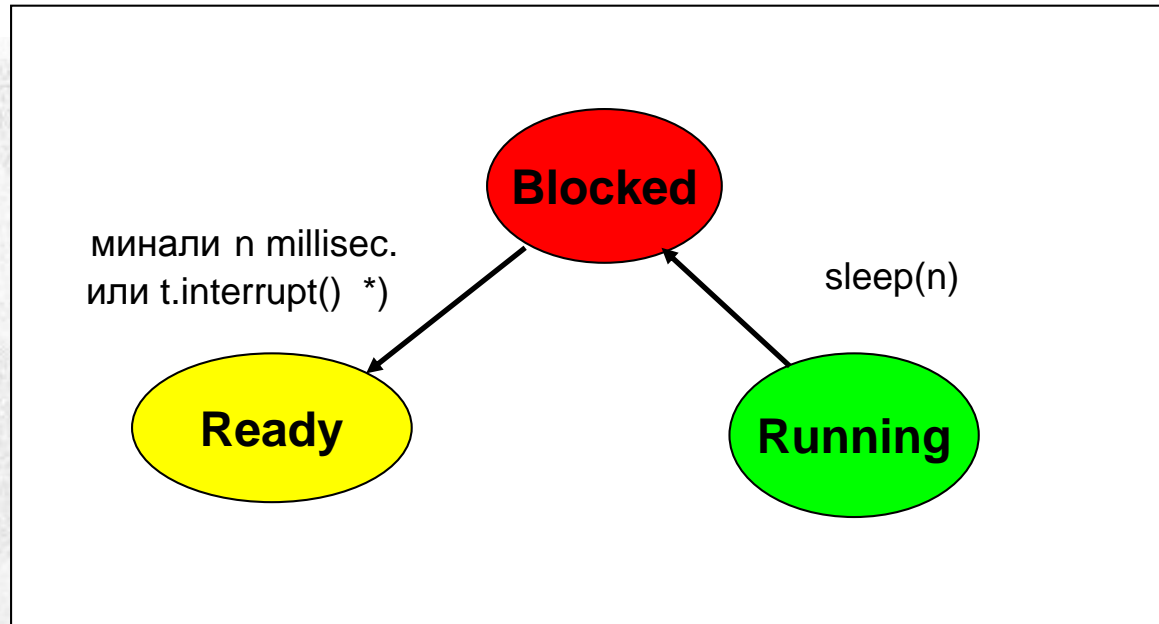 Blocked
минали n millisec.
или t.interrupt() *)
sleep(n)
Ready
Running